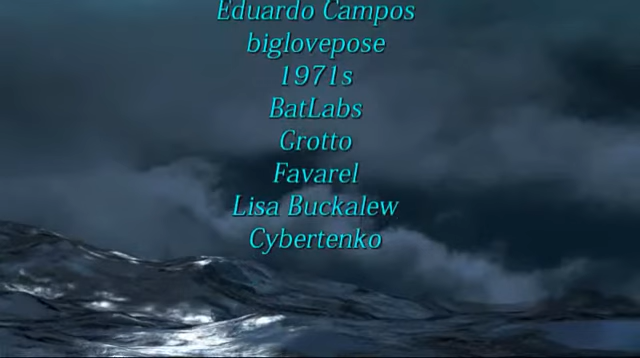 Eduardo Campos
biglovepose
1971s
BatLabs
Grotto
Favarel
Lisa Buckalew
Cybertenko